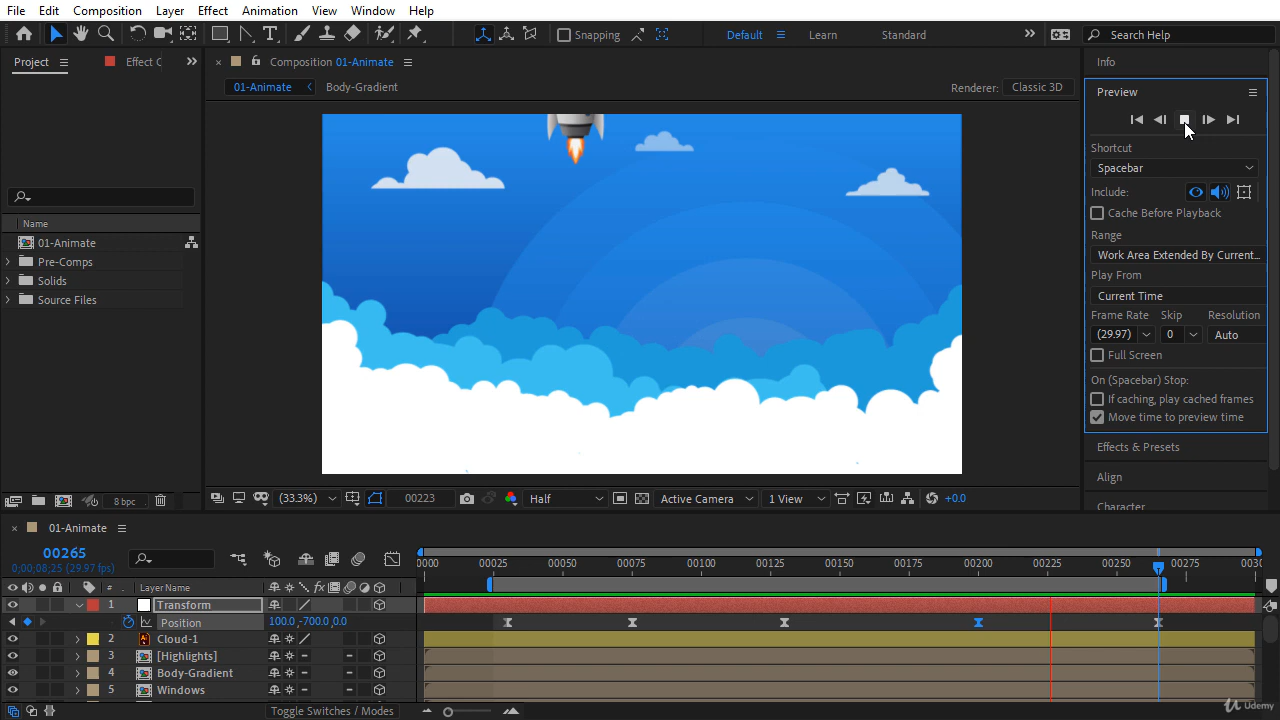 File Edit Composition Layer Effect Animation View Window Help
Snapping Default Learn Standard Search Help
Project Effect C
Composition 01-Animate
Info
01-Animate Body-Gradient Renderer: Classic 3D
Preview
Shortcut
Spacebar
Include:
Cache Before Playback
Range
Work Area Extended By Current...
Play From
Current Time
Frame Rate Skip Resolution
(29.97) 0 Auto
Full Screen
On (Spacebar) Stop:
If caching, play cached frames
Move time to preview time
Effects & Presets
Align
Character
Name
01-Animate
Pre-Comps
Solids
Source Files
8 bpc
(33.3%) 00223 Half Active Camera 1 View +0.0
01-Animate
00265
0;00;08;25 (29.97 fps)
0000 00025 00050 00075 00100 00125 00150 00175 00200 00225 00250 00275 0030
# Layer Name
1 Transform
Position 100.0,-700.0,0.0
2 Cloud-1
3 [Highlights]
4 Body-Gradient
5 Windows
Toggle Switches / Modes
Udemy